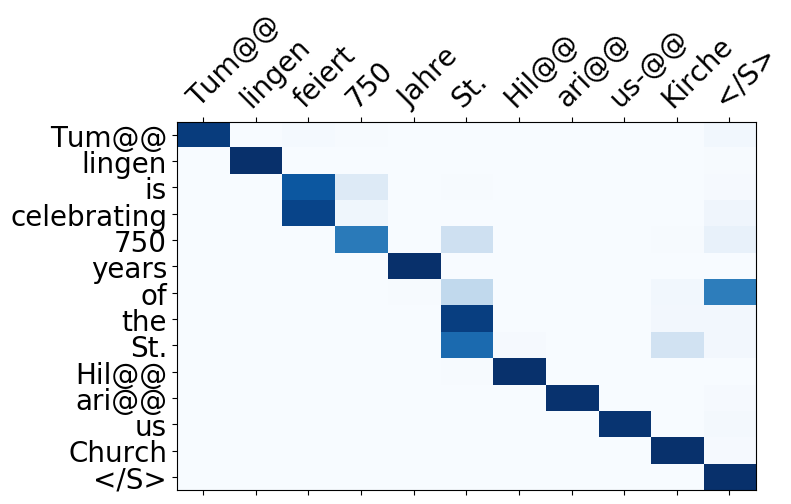 Tum@@ lingen feiert 750 Jahre St. Hil@@ ari@@ us-@@ Kirche </S>
Tum@@
lingen
is
celebrating
750
years
of
the
St.
Hil@@
ari@@
us
Church
</S>